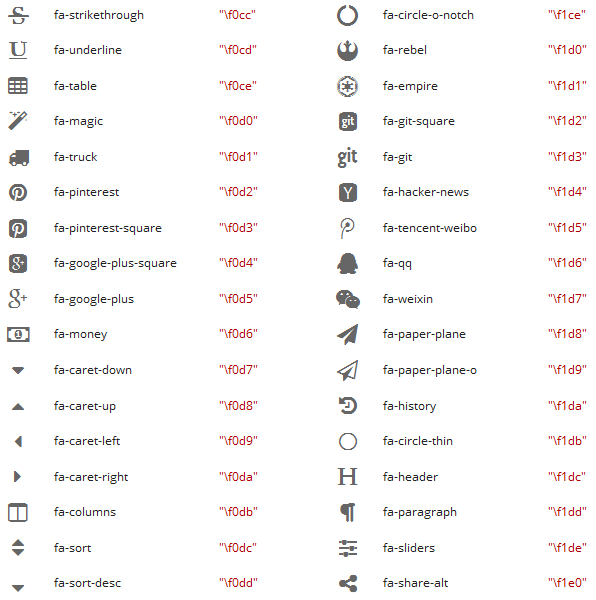 fa-strikethrough "\f0cc" fa-circle-o-notch "\f1ce"
fa-underline "\f0cd" fa-rebel "\f1d0"
fa-table "\f0ce" fa-empire "\f1d1"
fa-magic "\f0d0" fa-git-square "\f1d2"
fa-truck "\f0d1" fa-git "\f1d3"
fa-pinterest "\f0d2" fa-hacker-news "\f1d4"
fa-pinterest-square "\f0d3" fa-tencent-weibo "\f1d5"
fa-google-plus-square "\f0d4" fa-qq "\f1d6"
fa-google-plus "\f0d5" fa-weixin "\f1d7"
fa-money "\f0d6" fa-paper-plane "\f1d8"
fa-caret-down "\f0d7" fa-paper-plane-o "\f1d9"
fa-caret-up "\f0d8" fa-history "\f1da"
fa-caret-left "\f0d9" fa-circle-thin "\f1db"
fa-caret-right "\f0da" fa-header "\f1dc"
fa-columns "\f0db" fa-paragraph "\f1dd"
fa-sort "\f0dc" fa-sliders "\f1de"
fa-sort-desc "\f0dd" fa-share-alt "\f1e0"